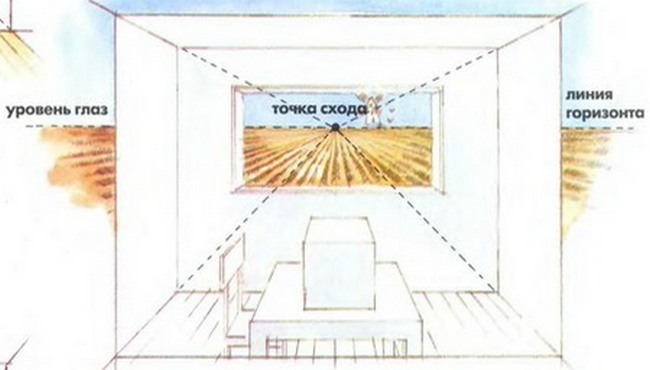 уровень глаз
точка схода
линия
горизонта